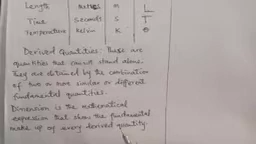 Length | metres | m | L
Time | seconds | s | T
Temperature | kelvin | K | θ
Derived Quantities: These are
quantities that cannot stand alone.
They are obtained by the combination
of two or more similar or different
fundamental quantities.
Dimension is the mathematical
expression that show the fundamental
make up of every derived quantity.